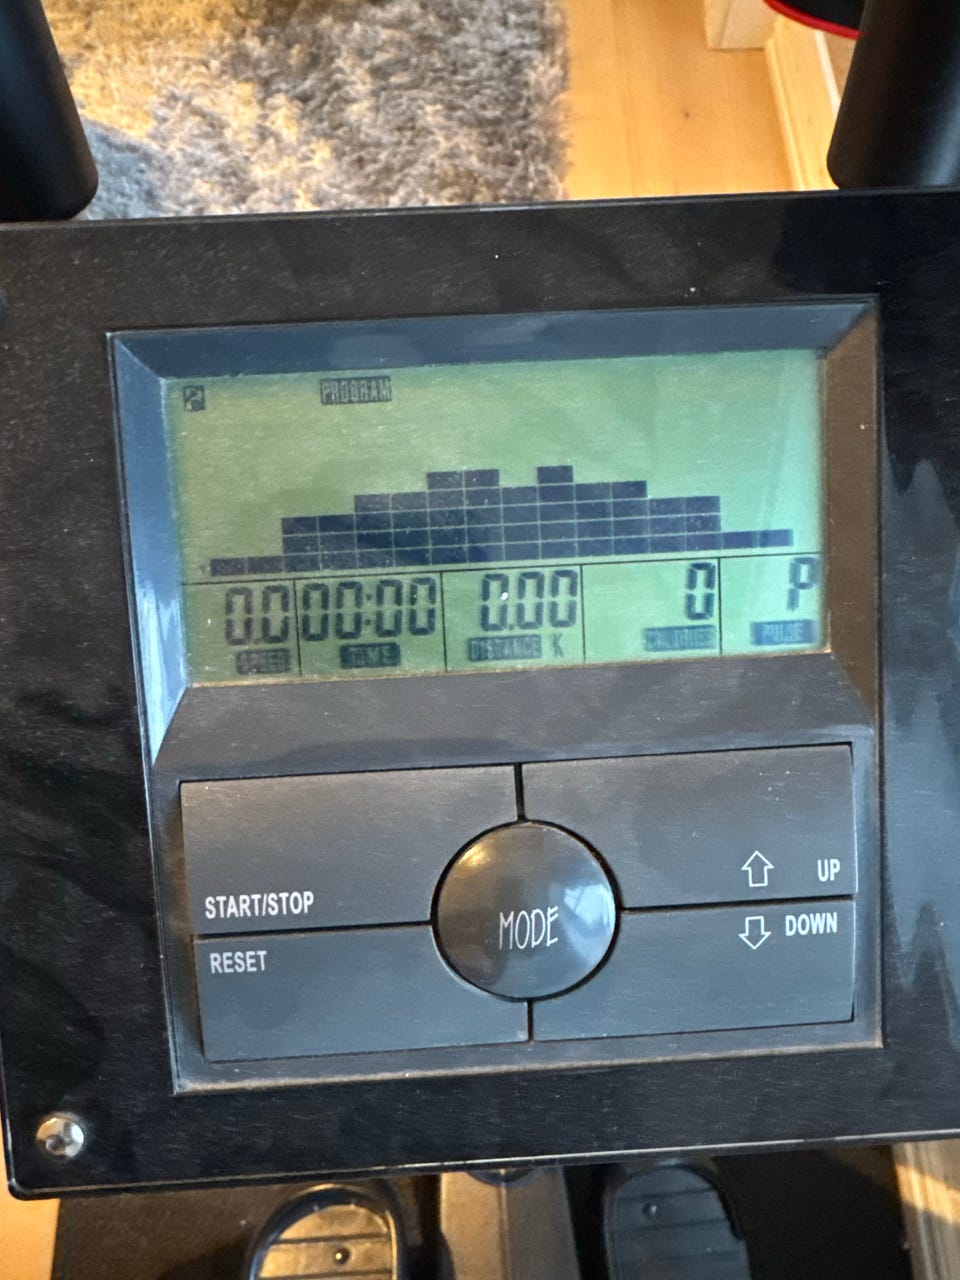 PROGRAM
0.0 00:00 0.00 0 P
SPEED TIME DISTANCE K CALORIES PULSE
START/STOP
UP
RESET
MODE
DOWN